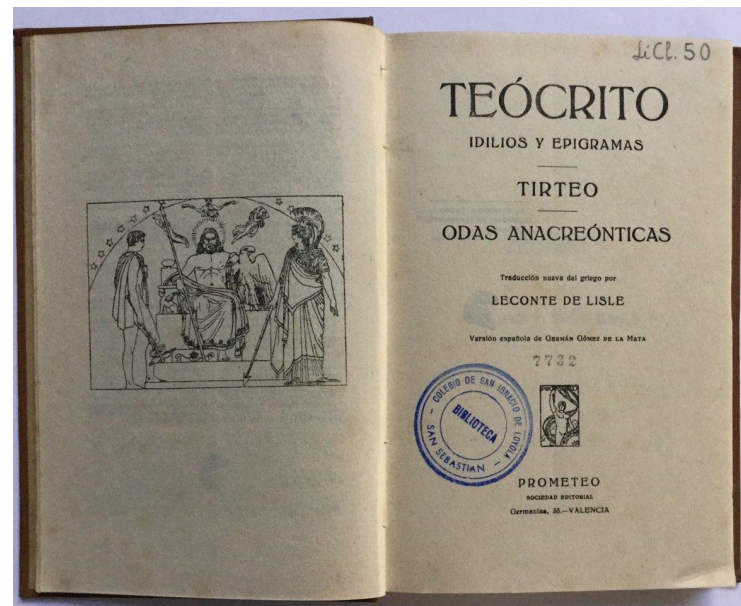 LiCl. 50
TEÓCRITO
IDILIOS Y EPIGRAMAS
TIRTEO
ODAS ANACREÓNTICAS
Traducción nueva del griego por
LECONTE DE LISLE
Versión española de GERMÁN GÓMEZ DE LA MATA
7732
COLEGIO DE SAN IGNACIO DE LOYOLA
BIBLIOTECA
SAN SEBASTIAN
PROMETEO
SOCIEDAD EDITORIAL
Germanías, 33.—VALENCIA